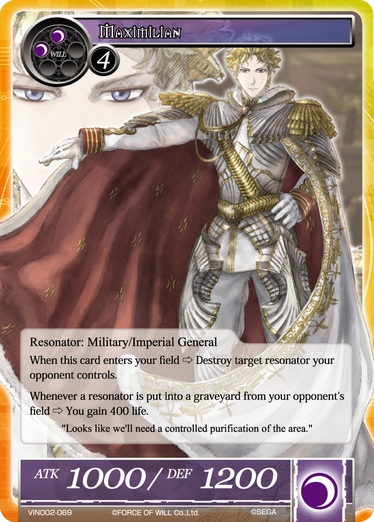 Maximilian
WILL
4
Resonator: Military/Imperial General
When this card enters your field ⇨ Destroy target resonator your
opponent controls.
Whenever a resonator is put into a graveyard from your opponent's
field ⇨ You gain 400 life.
"Looks like we'll need a controlled purification of the area."
ATK 1000 / DEF 1200
VIN002-069 ©FORCE OF WILL Co.,Ltd. ©SEGA